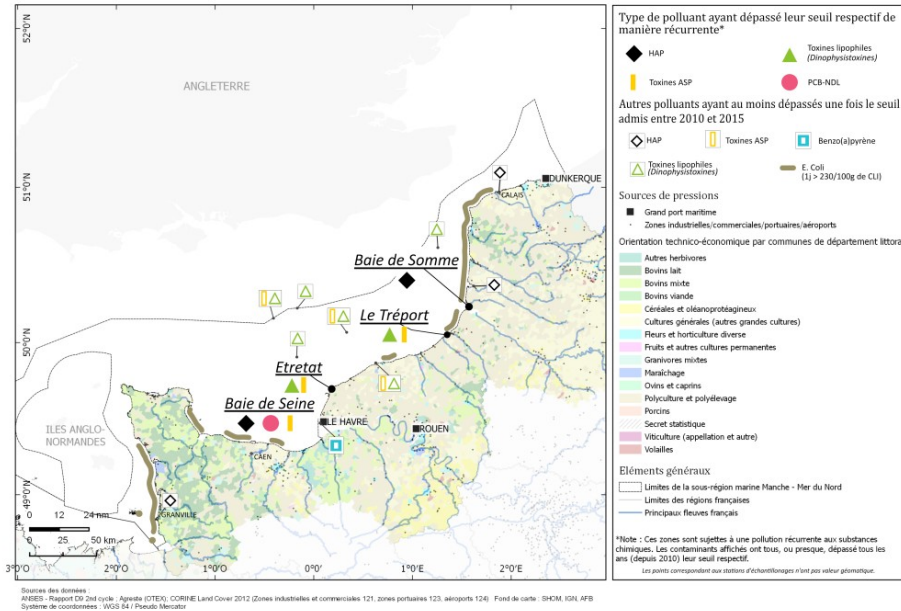 52°0'N
51°0'N
50°0'N
49°0'N
ANGLETERRE
DUNKERQUE
CALAIS
Baie de Somme
Le Tréport
Etretat
Baie de Seine
LE HAVRE
ROUEN
CAEN
ILES ANGLO-
NORMANDES
GRANVILLE
0 12 24 nm
0 25 50 km
3°0'0
2°0'0
1°0'0
0°0'
1°0'E
2°0'E
Type de polluant ayant dépassé leur seuil respectif de
manière récurrente*
HAP
Toxines lipophiles
(Dinophysistoxines)
Toxines ASP
PCB-NDL
Autres polluants ayant au moins dépassés une fois le seuil
admis entre 2010 et 2015
HAP
Toxines ASP
Benzo(a)pyrène
Toxines lipophiles
(Dinophysistoxines)
E. Coli
(1j > 230/100g de CLI)
Sources de pressions
Grand port maritime
Zones industrielles/commerciales/portuaires/aéroports
Orientation technico-économique par communes de département littora
Autres herbivores
Bovins lait
Bovins mixte
Bovins viande
Céréales et oléanoprotéagineux
Cultures générales (autres grandes cultures)
Fleurs et horticulture diverse
Fruits et autres cultures permanentes
Granivores mixtes
Maraîchage
Ovins et caprins
Polyculture et polyélevage
Porcins
Secret statistique
Viticulture (appellation et autre)
Volailles
Eléments généraux
Limites de la sous-région marine Manche - Mer du Nord
Limites des régions françaises
Principaux fleuves français
*Note : Ces zones sont sujettes à une pollution récurrente aux substances
chimiques. Les contaminants affichés ont tous, ou presque, dépassé tous les
ans (depuis 2010) leur seuil respectif.
Les points correspondant aux stations d'échantillonages n'ont pas valeur géomatique.
Sources des données :
ANSES - Rapport D9 2nd cycle ; Agreste (OTEX); CORINE Land Cover 2012 (Zones industrielles et commerciales 121, zones portuaires 123, aéroports 124) Fond de carte : SHOM, IGN, AFB
Système de coordonnées : WGS 84 / Pseudo Mercator